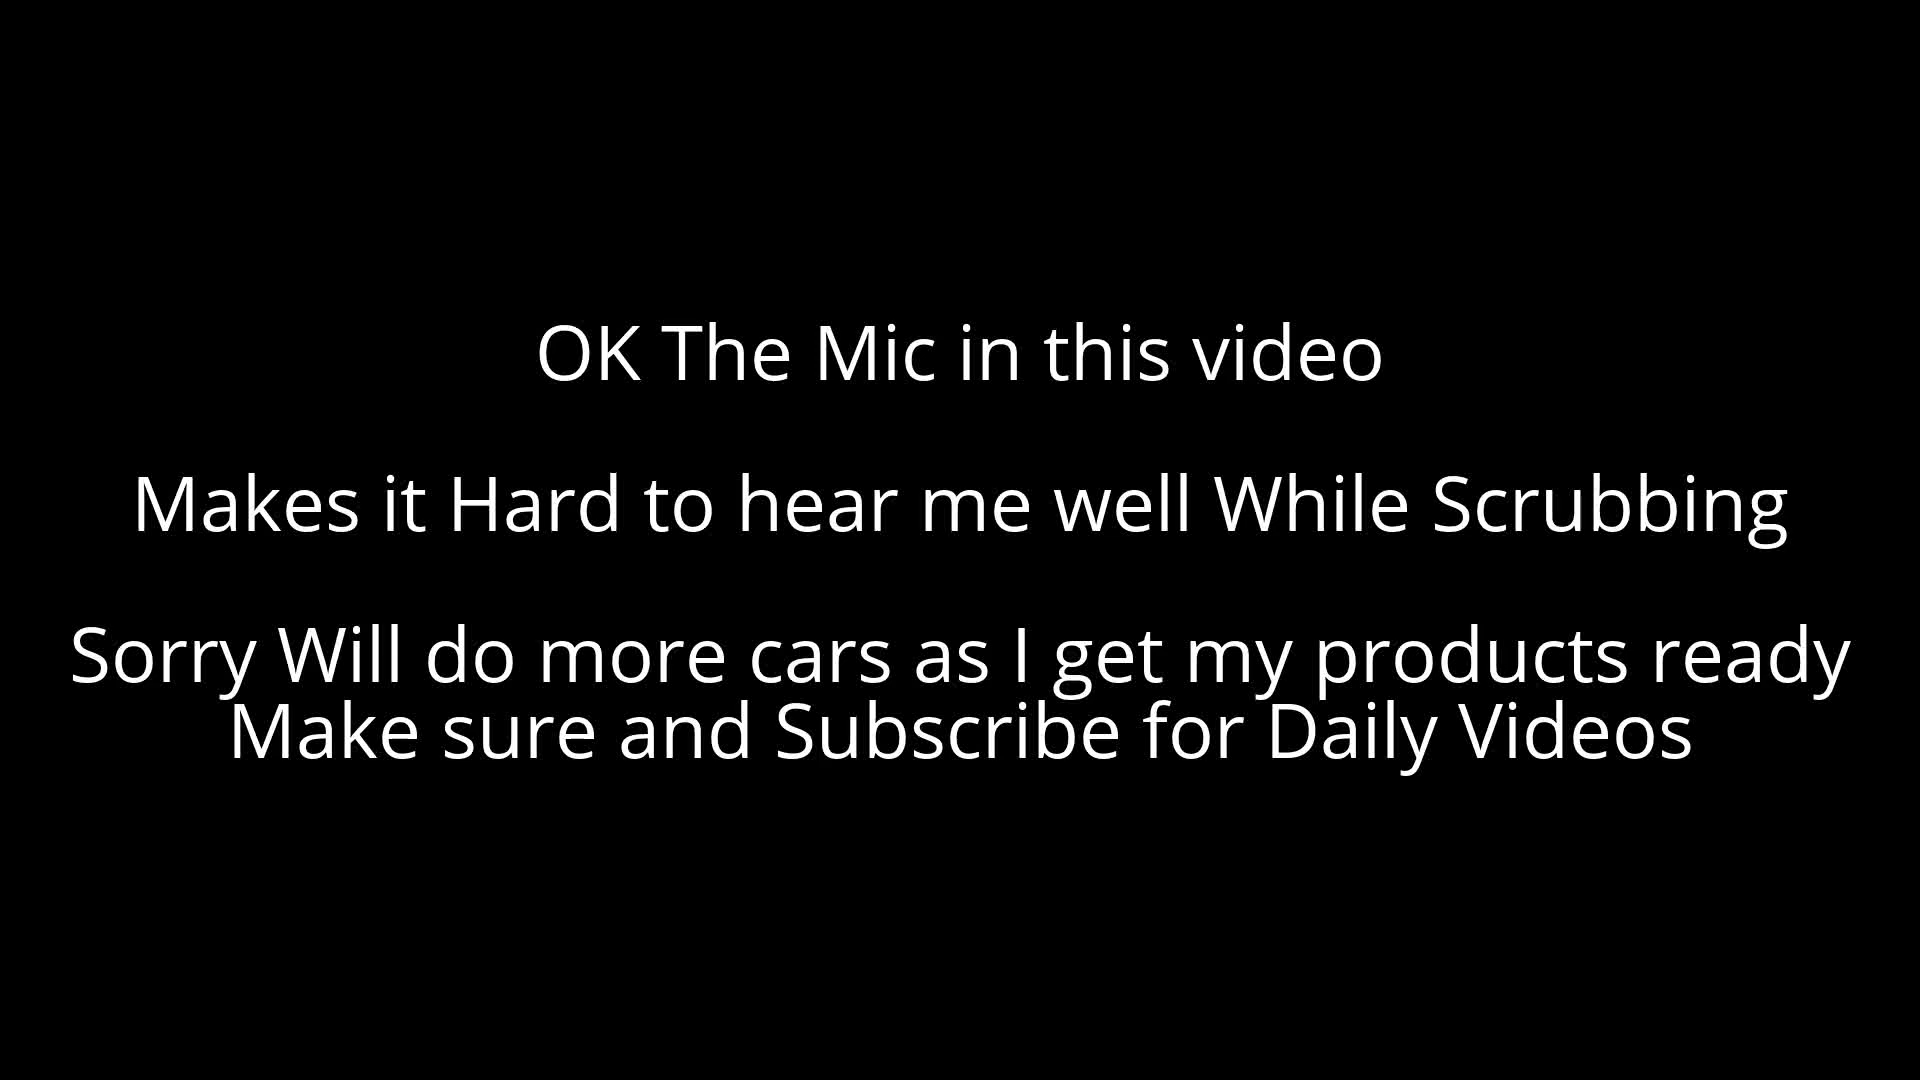 OK The Mic in this video
Makes it Hard to hear me well While Scrubbing
Sorry Will do more cars as I get my products ready
Make sure and Subscribe for Daily Videos